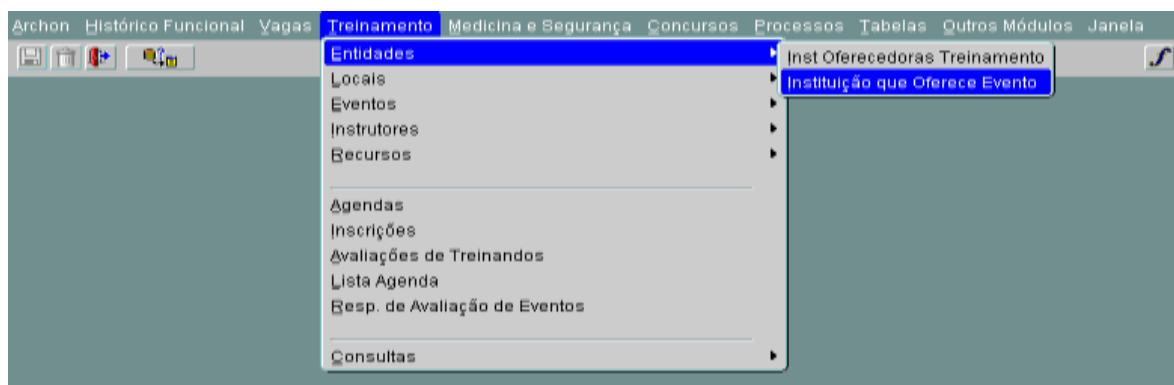 Archon Histórico Funcional Vagas Treinamento Medicina e Segurança Concursos Processos Tabelas Outros Módulos Janela
Entidades
Inst Oferecedoras Treinamento
Instituição que Oferece Evento
Locais
Eventos
Instrutores
Recursos
Agendas
Inscrições
Avaliações de Treinandos
Lista Agenda
Resp. de Avaliação de Eventos
Consultas